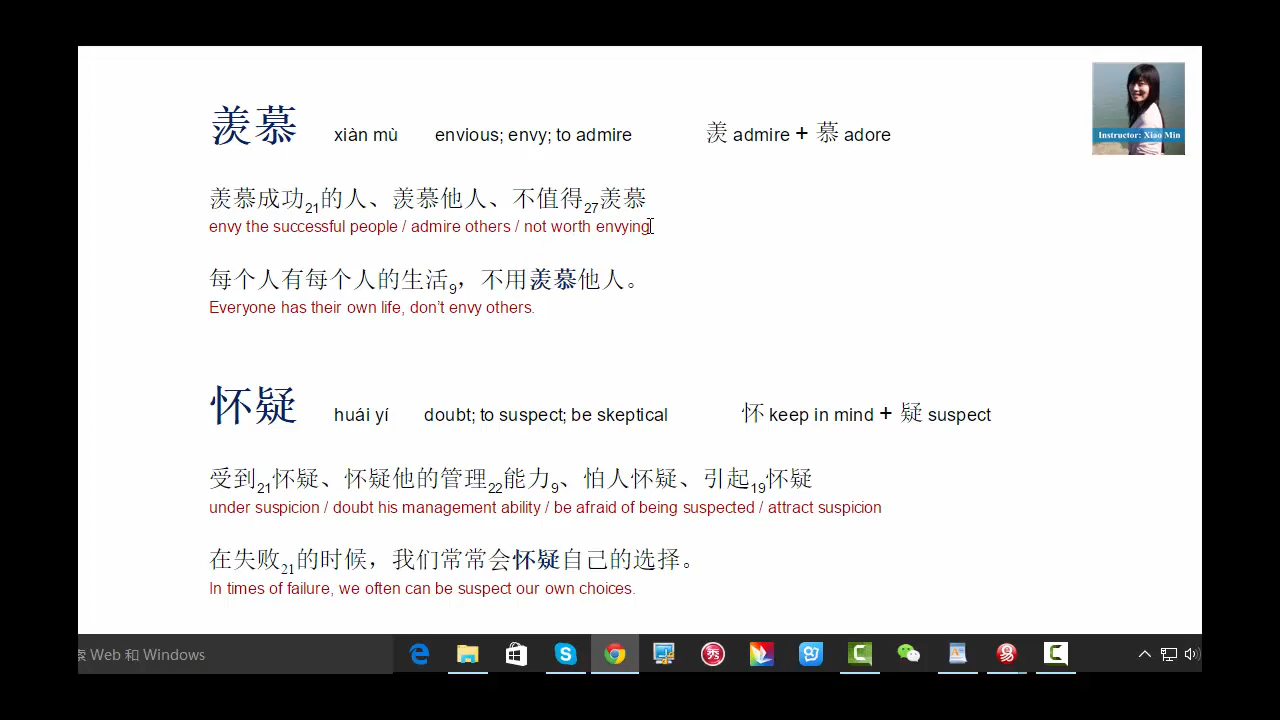 羡慕 xiàn mù envious; envy; to admire 羡 admire + 慕 adore
Instructor: Xiao Min
羡慕成功21的人、羡慕他人、不值得27羡慕
envy the successful people / admire others / not worth envying
每个人有每个人的生活9，不用羡慕他人。
Everyone has their own life, don't envy others.
怀疑 huái yí doubt; to suspect; be skeptical 怀 keep in mind + 疑 suspect
受到21怀疑、怀疑他的管理22能力9、怕人怀疑、引起19怀疑
under suspicion / doubt his management ability / be afraid of being suspected / attract suspicion
在失败21的时候，我们常常会怀疑自己的选择。
In times of failure, we often can be suspect our own choices.
索 Web 和 Windows